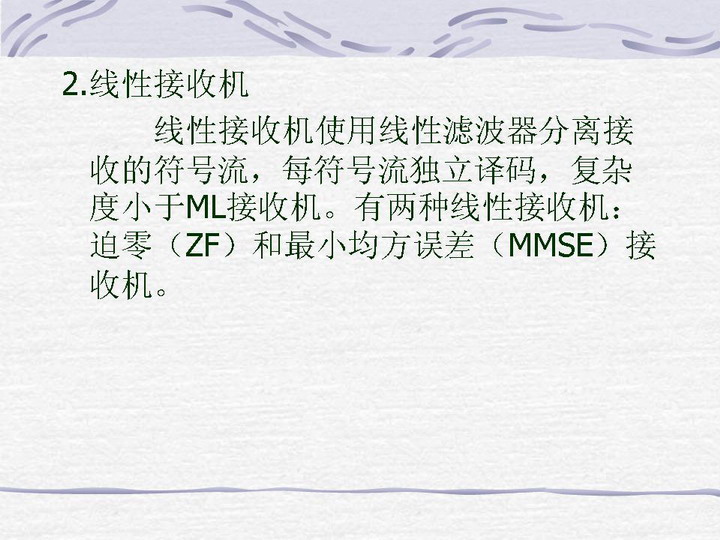 2.线性接收机
线性接收机使用线性滤波器分离接
收的符号流，每符号流独立译码，复杂
度小于ML接收机。有两种线性接收机：
迫零（ZF）和最小均方误差（MMSE）接
收机。